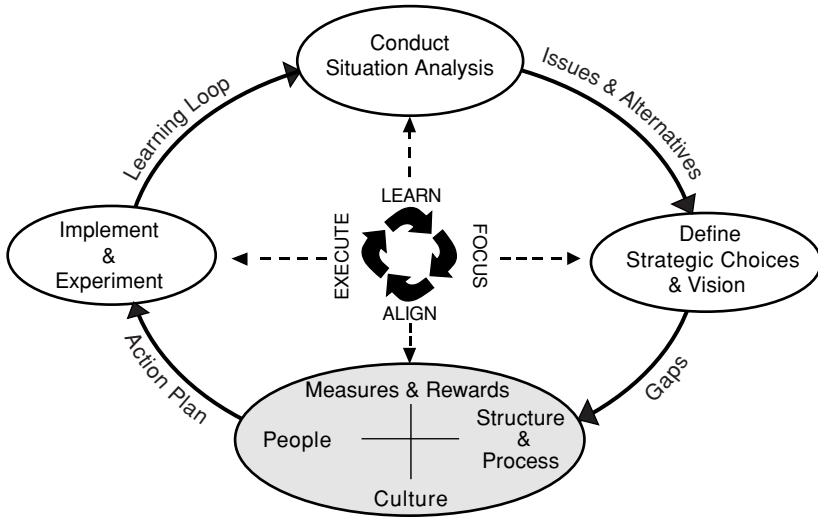 Conduct
Situation Analysis
Issues & Alternatives
Learning Loop
LEARN
EXECUTE
FOCUS
ALIGN
Implement
&
Experiment
Define
Strategic Choices
& Vision
Action Plan
Gaps
Measures & Rewards
People
Structure
&
Process
Culture